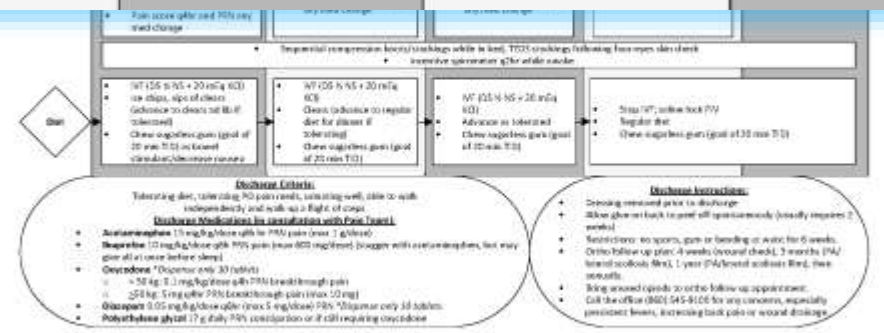 Pain score q4hr and PRN any
med change
any med change
any med change
Sequential compression boots/stockings while in bed, TEDS stockings following four eyes skin check
Incentive spirometer q2hr while awake
Diet
IVF (D5 ½ NS + 20 mEq KCl)
Ice chips, sips of clears
(advance to clears ad lib if
tolerated)
Chew sugarless gum (goal of
20 min TID) as bowel
stimulant/decrease nausea
IVF (D5 ½ NS + 20 mEq
KCl)
Clears (advance to regular
diet for dinner if
tolerating)
Chew sugarless gum (goal
of 20 min TID)
IVF (D5 ½ NS + 20 mEq
KCl)
Advance as tolerated
Chew sugarless gum (goal
of 20 min TID)
Stop IVF; saline lock PIV
Regular diet
Chew sugarless gum (goal of 20 min TID)
Discharge Criteria:
Tolerating diet, tolerating PO pain meds, urinating well, able to walk
independently and walk up a flight of steps
Discharge Medications (in consultation with Pain Team):
Acetaminophen 15 mg/kg/dose q6h PRN pain (max 1 g/dose)
Ibuprofen 10 mg/kg/dose q6h PRN pain (max 600 mg/dose) (stagger with acetaminophen, but may
give all at once before sleep)
Oxycodone *Dispense only 30 tablets
< 50 kg: 0.1 mg/kg/dose q4h PRN breakthrough pain
≥50 kg: 5 mg q4hr PRN breakthrough pain (max 10 mg)
Diazepam 0.05 mg/kg/dose q6hr (max 5 mg/dose) PRN *Dispense only 10 tablets
Polyethylene glycol 17 g daily PRN constipation or if still requiring oxycodone
Discharge Instructions:
Dressing removed prior to discharge
Allow glue on back to peel off spontaneously (usually requires 2
weeks)
Restrictions: no sports, gym or bending at waist for 6 weeks.
Ortho follow up plan: 4 weeks (wound check), 3 months (PA/
lateral scoliosis film), 1 year (PA/lateral scoliosis film), then
annually.
Bring unused opioids to ortho follow up appointment.
Call the office (860) 545-9100 for any concerns, especially
persistent fevers, increasing back pain or wound drainage